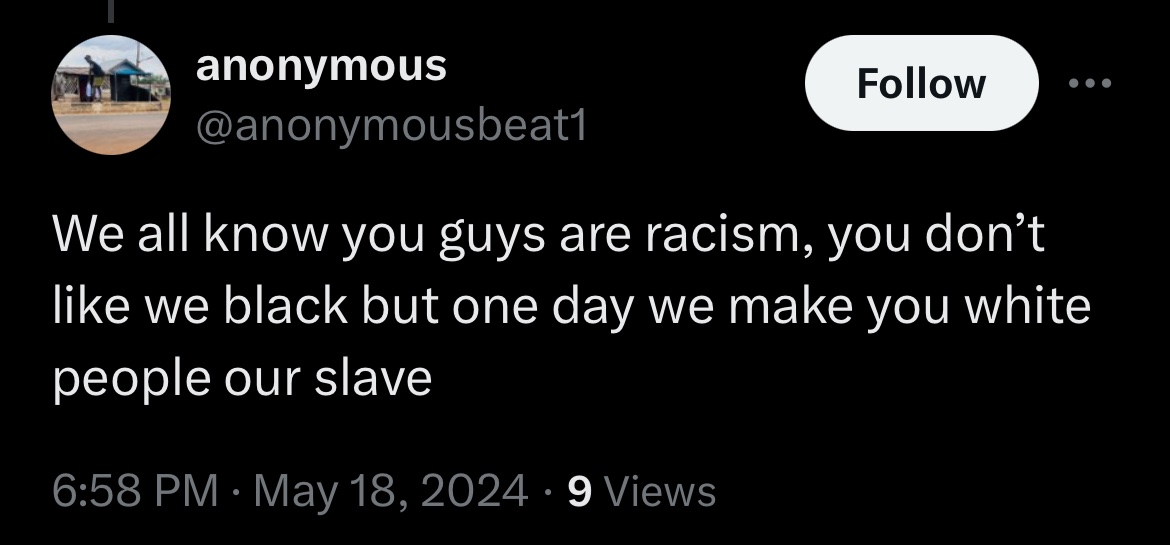 anonymous
@anonymousbeat1
Follow
We all know you guys are racism, you don’t
like we black but one day we make you white
people our slave
6:58 PM · May 18, 2024 · 9 Views